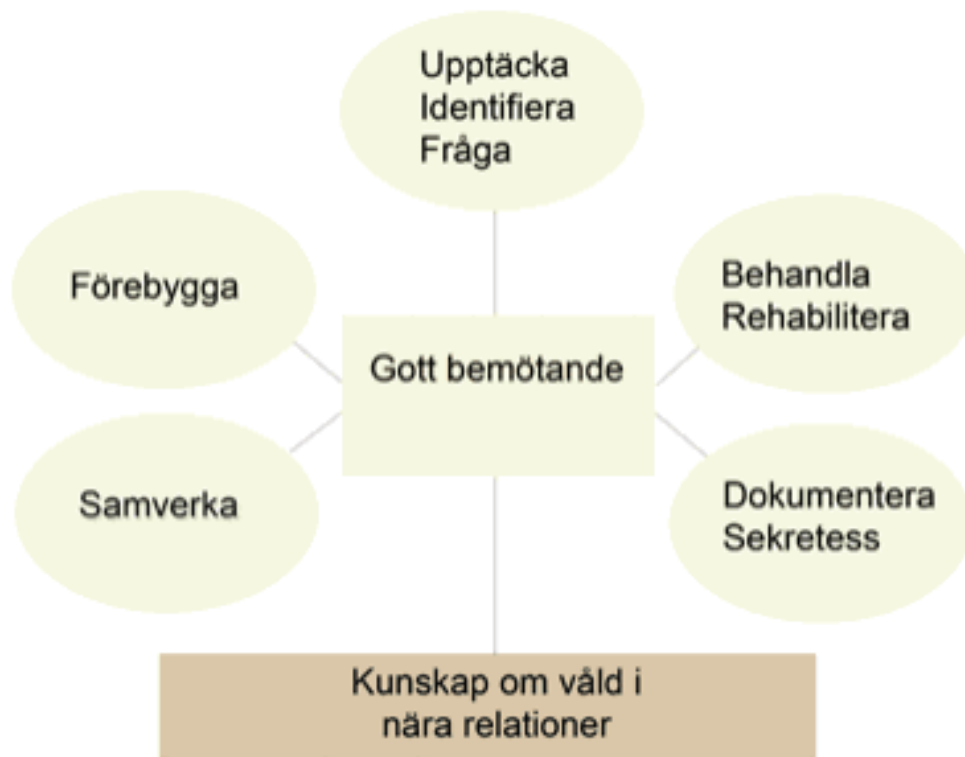 Upptäcka
Identifiera
Fråga
Förebygga
Behandla
Rehabilitera
Gott bemötande
Samverka
Dokumentera
Sekretess
Kunskap om våld i
nära relationer